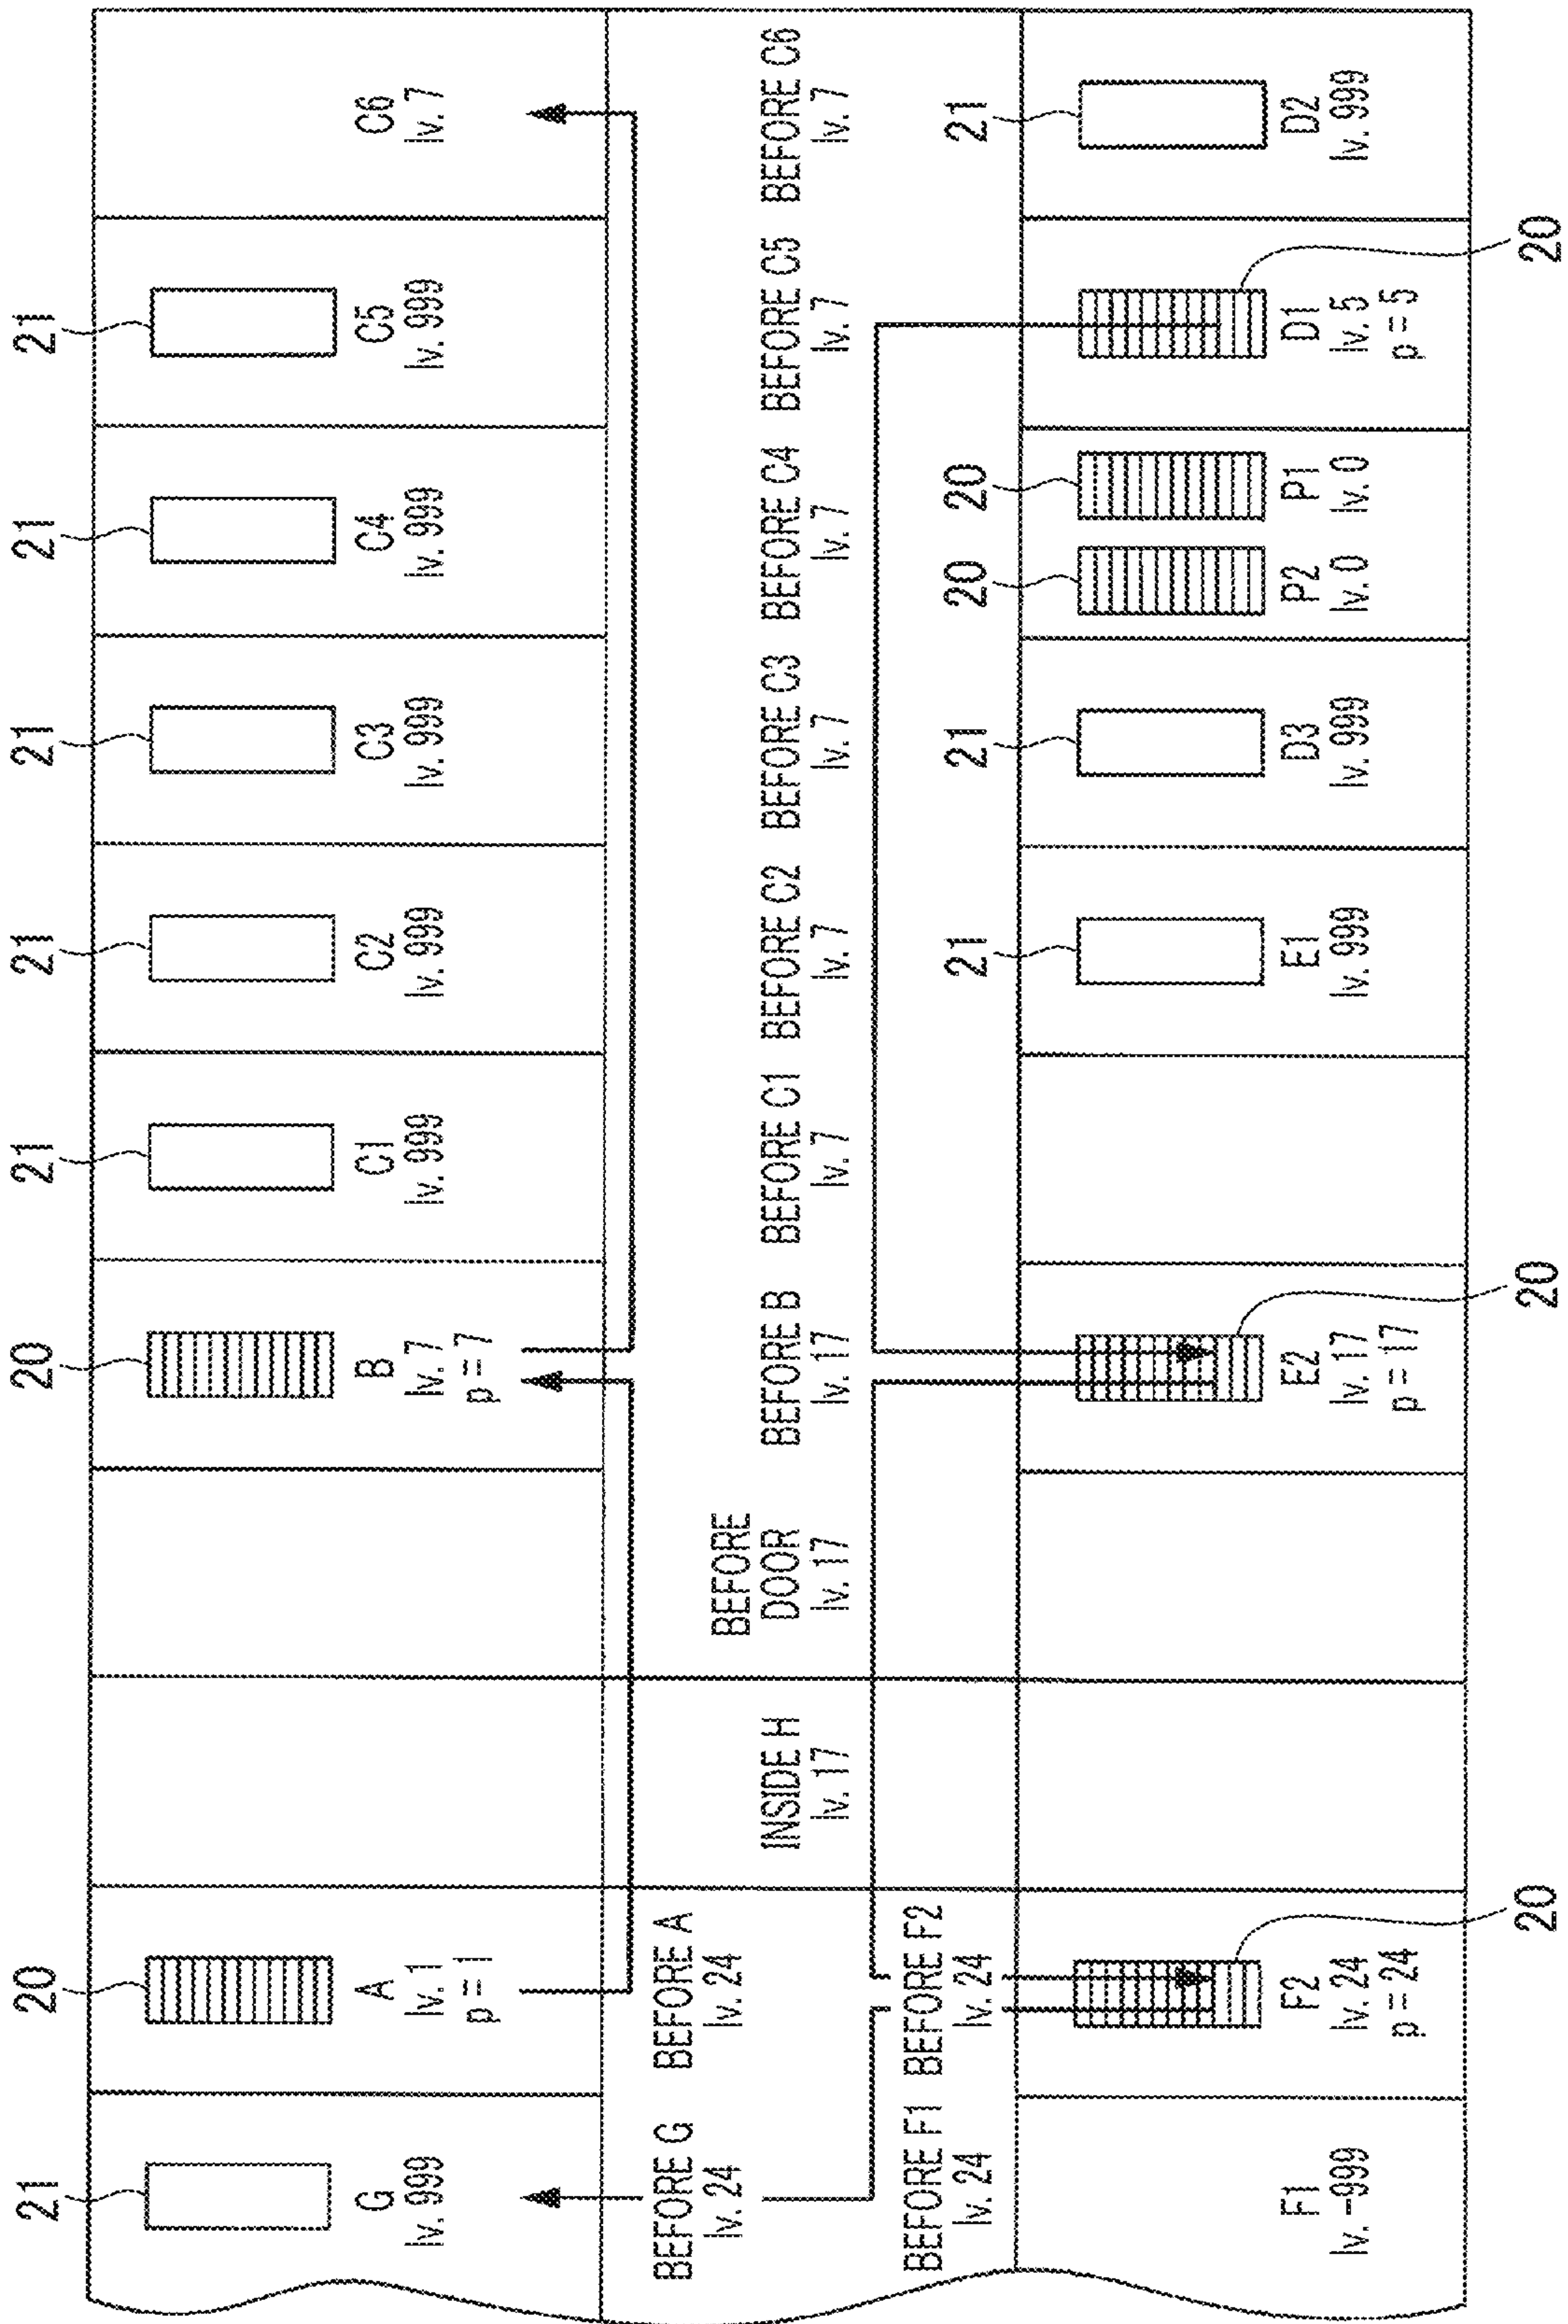 21
G
lv. 999
20
A
lv. 1
p = 1
20
B
lv. 7
p = 7
21
C1
lv. 999
21
C2
lv. 999
21
C3
lv. 999
21
C4
lv. 999
21
C5
lv. 999
C6
lv. 7
BEFORE G
lv. 24
BEFORE A
lv. 24
INSIDE H
lv. 17
BEFORE
DOOR
lv. 17
BEFORE B
lv. 17
BEFORE C1
lv. 7
BEFORE C2
lv. 7
BEFORE C3
lv. 7
BEFORE C4
lv. 7
BEFORE C5
lv. 7
BEFORE C6
lv. 7
BEFORE F1
lv. 24
BEFORE F2
lv. 24
F1
lv. -999
F2
lv. 24
p = 24
20
E2
lv. 17
p = 17
20
21
E1
lv. 999
21
D3
lv. 999
20
P2
lv. 0
20
P1
lv. 0
D1
lv. 5
p = 5
20
21
D2
lv. 999